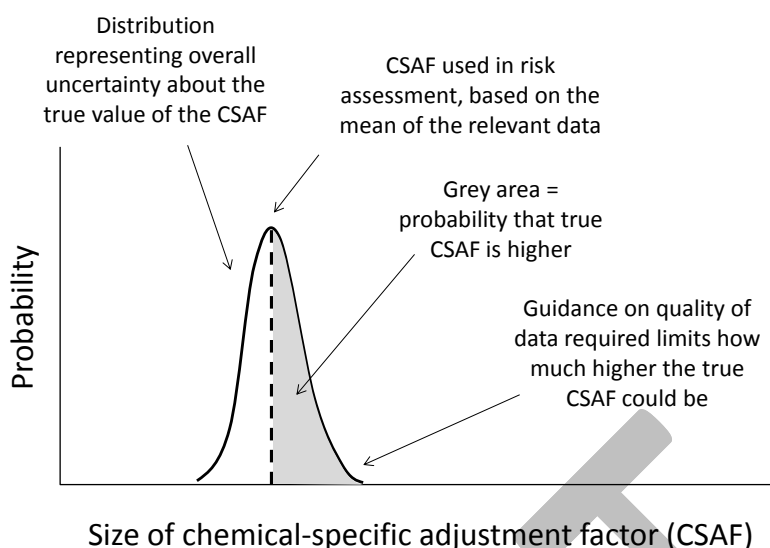 Distribution
representing overall
uncertainty about the
true value of the CSAF
CSAF used in risk
assessment, based on the
mean of the relevant data
Grey area =
probability that true
CSAF is higher
Guidance on quality of
data required limits how
much higher the true
CSAF could be
Probability
Size of chemical-specific adjustment factor (CSAF)